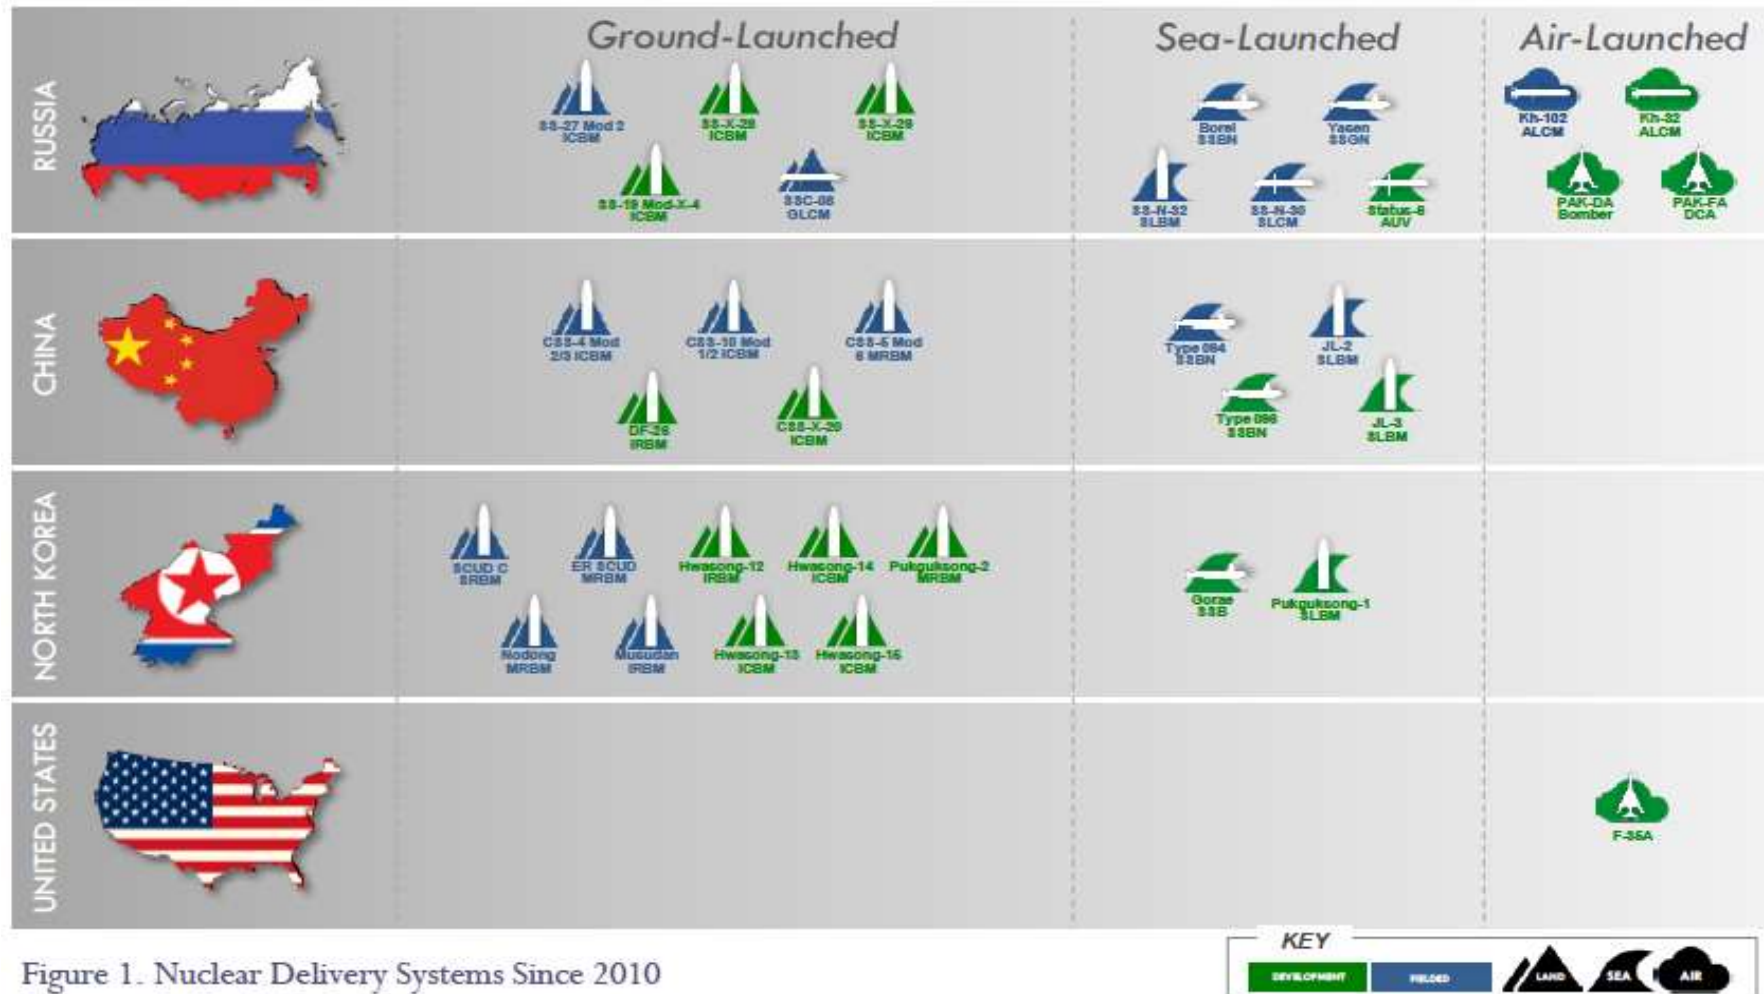 Ground-Launched
Sea-Launched
Air-Launched
RUSSIA
SS-27 Mod 2
ICBM
SS-X-28
ICBM
SS-X-29
ICBM
SS-19 Mod-X-4
ICBM
SSC-08
GLCM
Borei
SSBN
Yasen
SSGN
SS-N-32
SLBM
SS-N-30
SLCM
Status-6
AUV
Kh-102
ALCM
Kh-32
ALCM
PAK-DA
Bomber
PAK-FA
DCA
CHINA
CSS-4 Mod
2/3 ICBM
CSS-10 Mod
1/2 ICBM
CSS-5 Mod
6 MRBM
DF-26
IRBM
CSS-X-20
ICBM
Type 094
SSBN
JL-2
SLBM
Type 096
SSBN
JL-3
SLBM
NORTH KOREA
SCUD C
SRBM
ER SCUD
MRBM
Hwasong-12
IRBM
Hwasong-14
ICBM
Pukguksong-2
MRBM
Nodong
MRBM
Musudan
IRBM
Hwasong-13
ICBM
Hwasong-15
ICBM
Gorae
SSB
Pukguksong-1
SLBM
UNITED STATES
F-35A
KEY
DEVELOPMENT
FIELDED
LAND
SEA
AIR
Figure 1. Nuclear Delivery Systems Since 2010